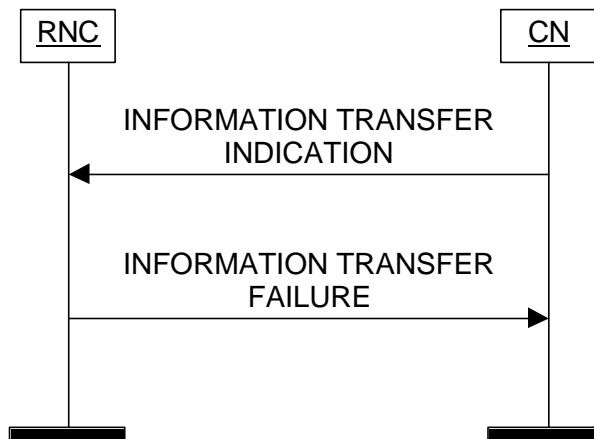 RNC
CN
INFORMATION TRANSFER
INDICATION
INFORMATION TRANSFER
FAILURE